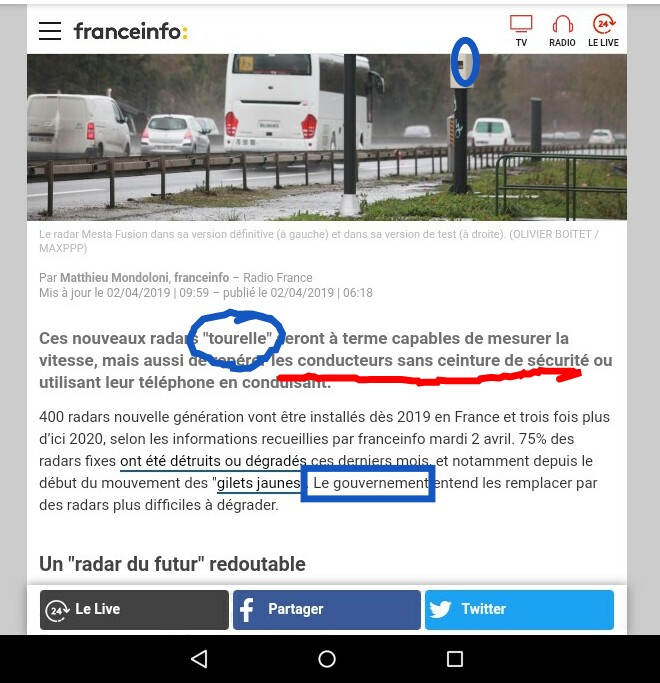 franceinfo:
TV
RADIO
24
LE LIVE
Le radar Mesta Fusion dans sa version définitive (à gauche) et dans sa version de test (à droite). (OLIVIER BOITET /
MAXPPP)
Par Matthieu Mondoloni, franceinfo – Radio France
Mis à jour le 02/04/2019 | 09:59 – publié le 02/04/2019 | 06:18
Ces nouveaux radars "tourelle" seront à terme capables de mesurer la
vitesse, mais aussi de repérer les conducteurs sans ceinture de sécurité ou
utilisant leur téléphone en conduisant.
400 radars nouvelle génération vont être installés dès 2019 en France et trois fois plus
d'ici 2020, selon les informations recueillies par franceinfo mardi 2 avril. 75% des
radars fixes ont été détruits ou dégradés ces derniers mois, et notamment depuis le
début du mouvement des "gilets jaunes Le gouvernement entend les remplacer par
des radars plus difficiles à dégrader.
Un "radar du futur" redoutable
24 Le Live
Partager
Twitter